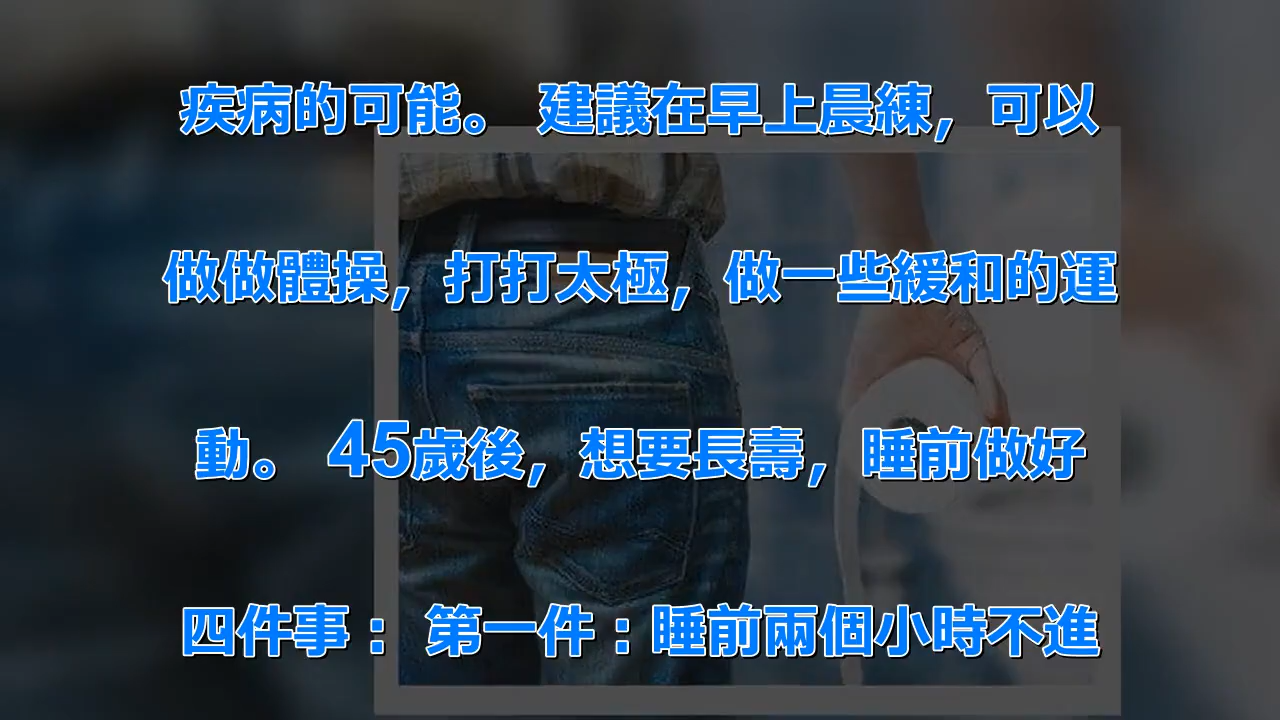 疾病的可能。 建議在早上晨練，可以
做做體操，打打太極，做一些緩和的運
動。 45歲後，想要長壽，睡前做好
四件事： 第一件：睡前兩個小時不進